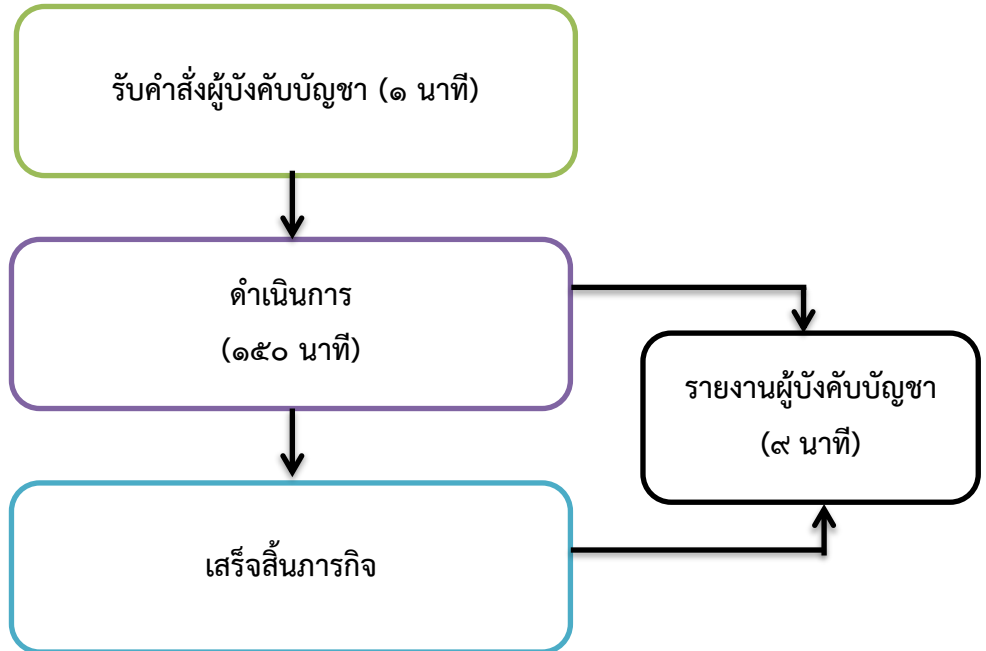 รับคำสั่งผู้บังคับบัญชา (๑ นาที)
ดำเนินการ
(๑๕๐ นาที)
รายงานผู้บังคับบัญชา
(๙ นาที)
เสร็จสิ้นภารกิจ